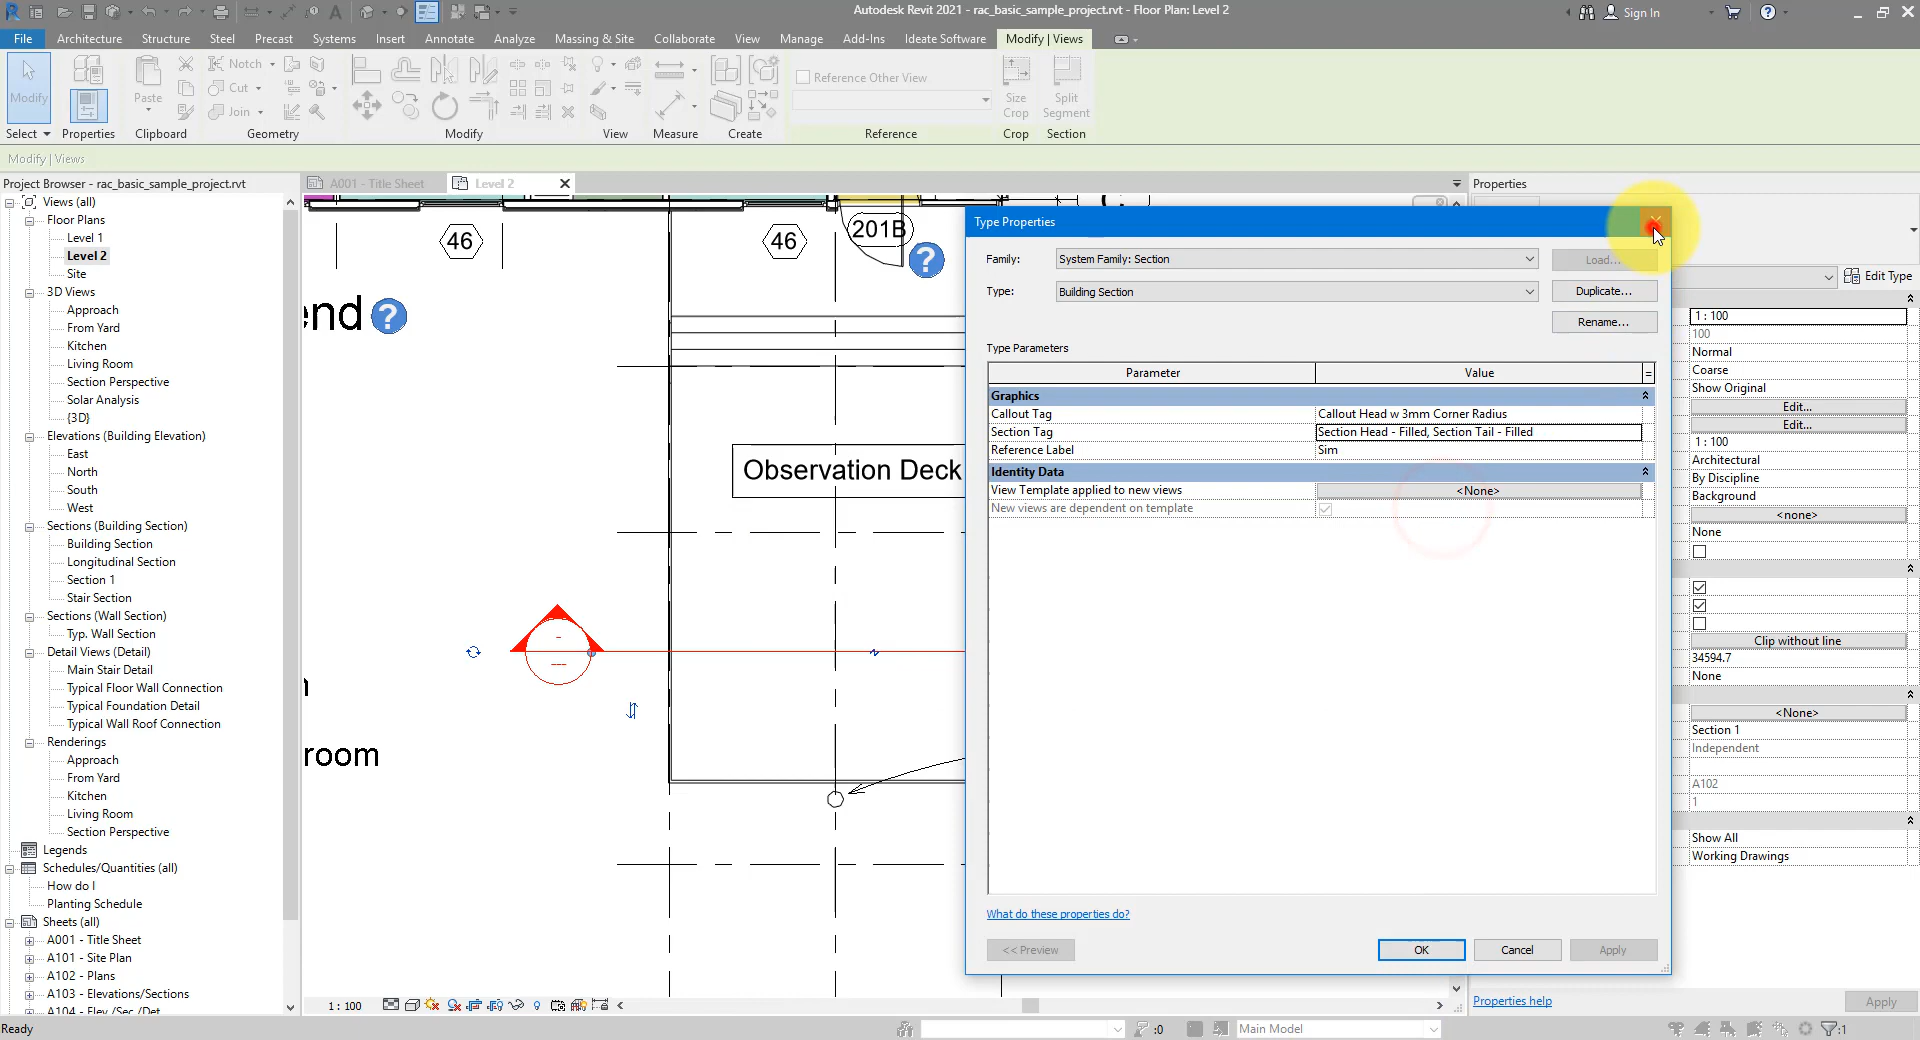 Autodesk Revit 2021 - rac_basic_sample_project.rvt - Floor Plan: Level 2
Sign In
File Architecture Structure Steel Precast Systems Insert Annotate Analyze Massing & Site Collaborate View Manage Add-Ins Ideate Software Modify | Views
Modify
Paste
Notch
Cut
Join
Reference Other View
Size Crop
Split Segment
Select Properties Clipboard Geometry Modify View Measure Create Reference Crop Section
Modify | Views
Project Browser - rac_basic_sample_project.rvt
Views (all)
Floor Plans
Level 1
Level 2
Site
3D Views
Approach
From Yard
Kitchen
Living Room
Section Perspective
Solar Analysis
{3D}
Elevations (Building Elevation)
East
North
South
West
Sections (Building Section)
Building Section
Longitudinal Section
Section 1
Stair Section
Sections (Wall Section)
Typ. Wall Section
Detail Views (Detail)
Main Stair Detail
Typical Floor Wall Connection
Typical Foundation Detail
Typical Wall Roof Connection
Renderings
Approach
From Yard
Kitchen
Living Room
Section Perspective
Legends
Schedules/Quantities (all)
How do I
Planting Schedule
Sheets (all)
A001 - Title Sheet
A101 - Site Plan
A102 - Plans
A103 - Elevations/Sections
A104 - Elev./Sec./Det.
A001 - Title Sheet
Level 2
46
46
201B
?
end
?
Observation Deck
room
Type Properties
Family:
System Family: Section
Load...
Type:
Building Section
Duplicate...
Rename...
Type Parameters
Parameter Value =
Graphics
Callout Tag Callout Head w 3mm Corner Radius
Section Tag Section Head - Filled, Section Tail - Filled
Reference Label Sim
Identity Data
View Template applied to new views <None>
New views are dependent on template
What do these properties do?
<< Preview
OK
Cancel
Apply
Properties
Edit Type
1 : 100
100
Normal
Coarse
Show Original
Edit...
Edit...
1 : 100
Architectural
By Discipline
Background
<none>
None
Clip without line
34594.7
None
<None>
Section 1
Independent
A102
1
Show All
Working Drawings
Properties help
Apply
1 : 100
Ready
:0
Main Model
:1